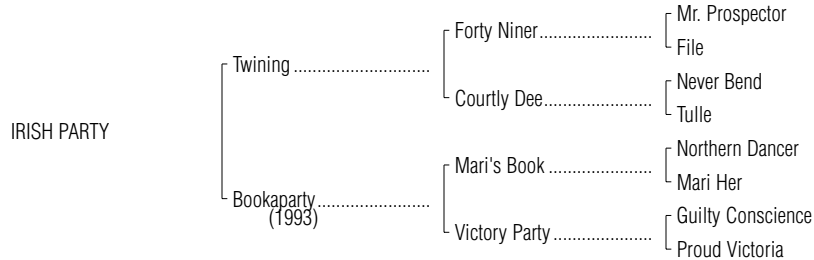 Mr. Prospector
Forty Niner
File
Twining
Never Bend
Courtly Dee
Tulle
IRISH PARTY
Northern Dancer
Mari's Book
Mari Her
Bookaparty
(1993)
Guilty Conscience
Victory Party
Proud Victoria